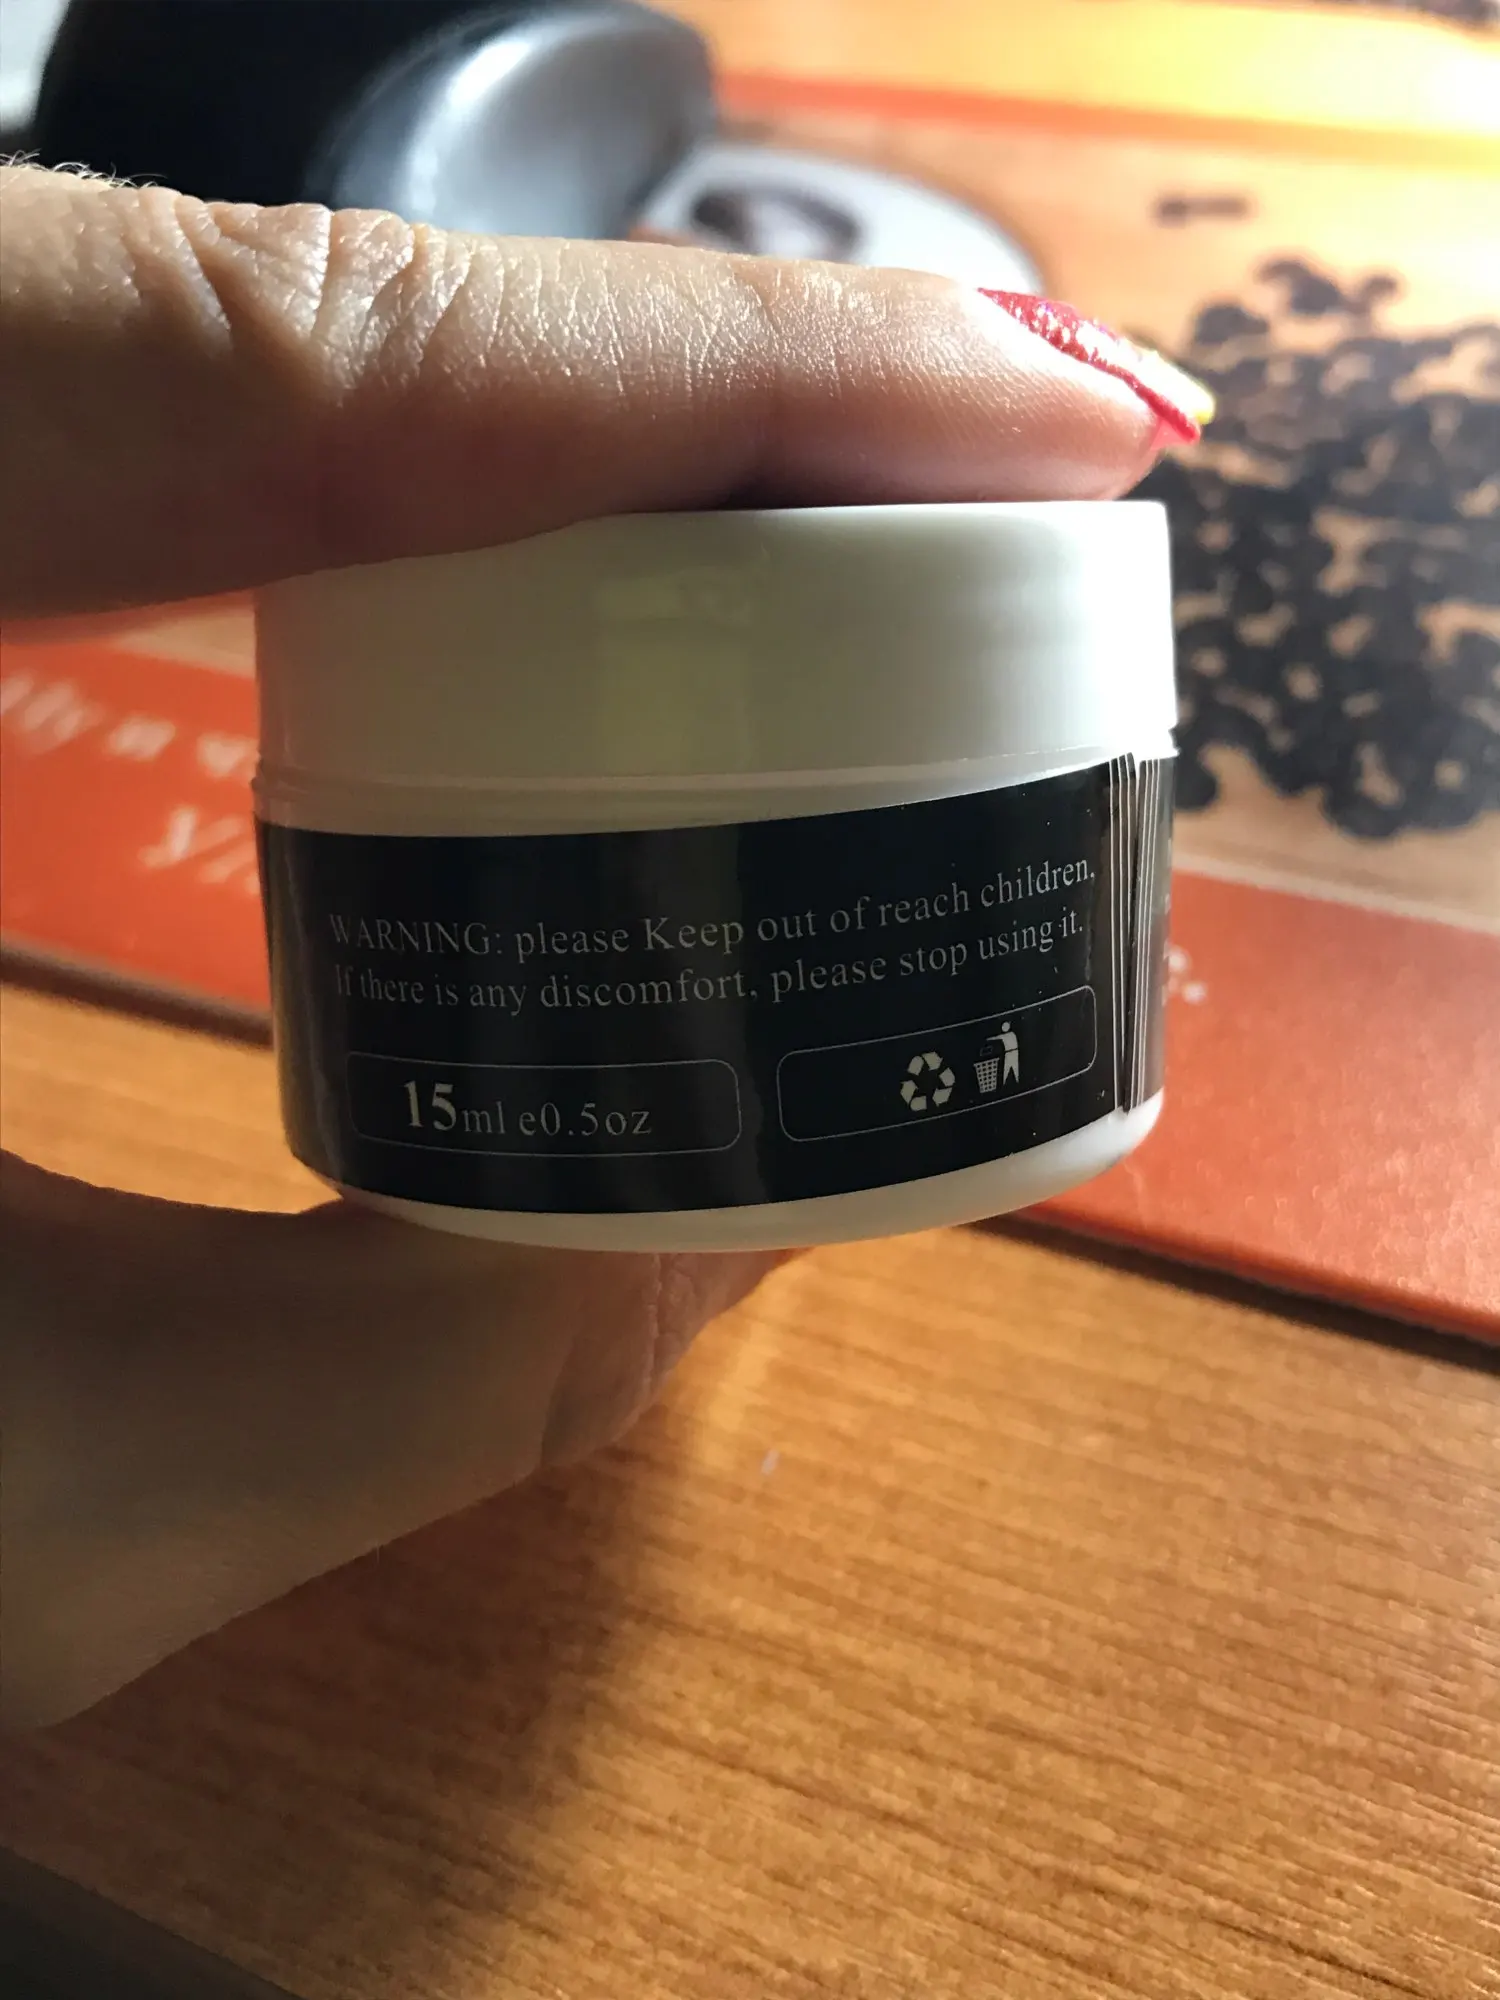 WARNING: please Keep out of reach children,
If there is any discomfort, please stop using it.
15ml e0.5oz